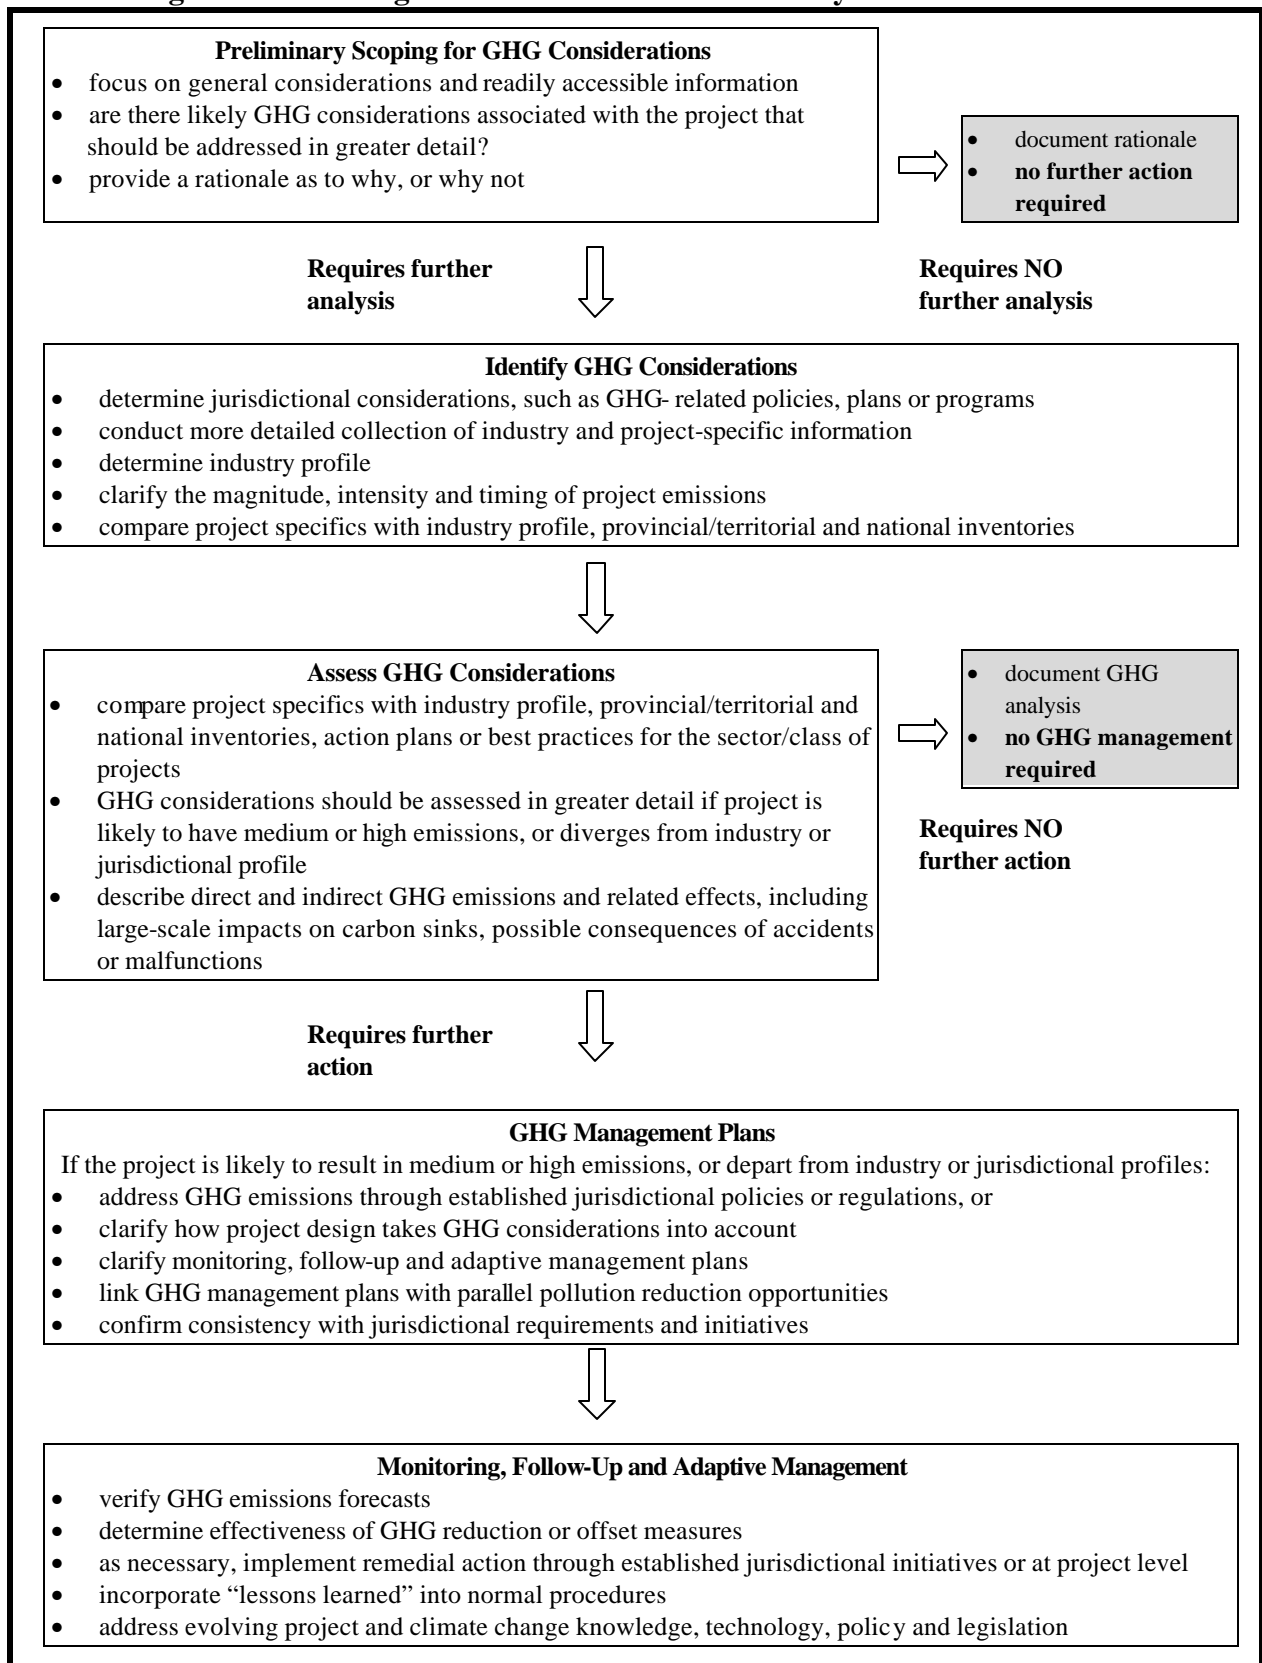 Preliminary Scoping for GHG Considerations
• focus on general considerations and readily accessible information
• are there likely GHG considerations associated with the project that
should be addressed in greater detail?
• provide a rationale as to why, or why not
• document rationale
• no further action
required
Requires further
analysis
Requires NO
further analysis
Identify GHG Considerations
• determine jurisdictional considerations, such as GHG- related policies, plans or programs
• conduct more detailed collection of industry and project-specific information
• determine industry profile
• clarify the magnitude, intensity and timing of project emissions
• compare project specifics with industry profile, provincial/territorial and national inventories
Assess GHG Considerations
• compare project specifics with industry profile, provincial/territorial and
national inventories, action plans or best practices for the sector/class of
projects
• GHG considerations should be assessed in greater detail if project is
likely to have medium or high emissions, or diverges from industry or
jurisdictional profile
• describe direct and indirect GHG emissions and related effects, including
large-scale impacts on carbon sinks, possible consequences of accidents
or malfunctions
• document GHG
analysis
• no GHG management
required
Requires NO
further action
Requires further
action
GHG Management Plans
If the project is likely to result in medium or high emissions, or depart from industry or jurisdictional profiles:
• address GHG emissions through established jurisdictional policies or regulations, or
• clarify how project design takes GHG considerations into account
• clarify monitoring, follow-up and adaptive management plans
• link GHG management plans with parallel pollution reduction opportunities
• confirm consistency with jurisdictional requirements and initiatives
Monitoring, Follow-Up and Adaptive Management
• verify GHG emissions forecasts
• determine effectiveness of GHG reduction or offset measures
• as necessary, implement remedial action through established jurisdictional initiatives or at project level
• incorporate “lessons learned” into normal procedures
• address evolving project and climate change knowledge, technology, policy and legislation